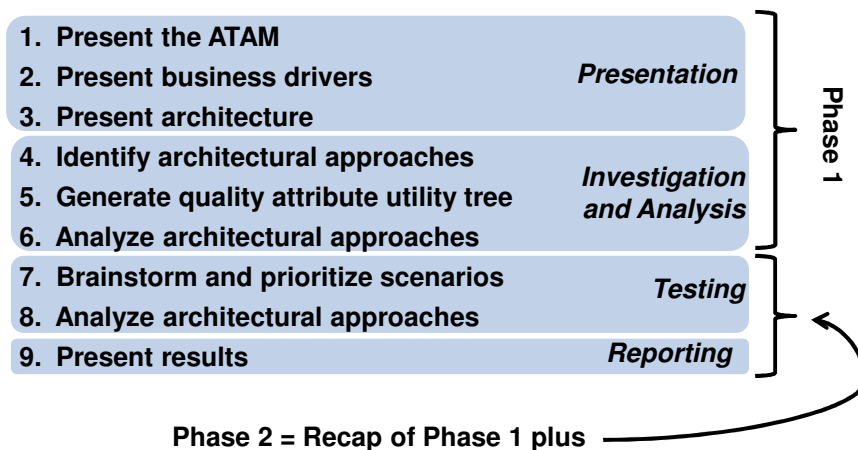 1. Present the ATAM
2. Present business drivers
3. Present architecture
Presentation
4. Identify architectural approaches
5. Generate quality attribute utility tree
6. Analyze architectural approaches
Investigation
and Analysis
Phase 1
7. Brainstorm and prioritize scenarios
8. Analyze architectural approaches
Testing
9. Present results
Reporting
Phase 2 = Recap of Phase 1 plus